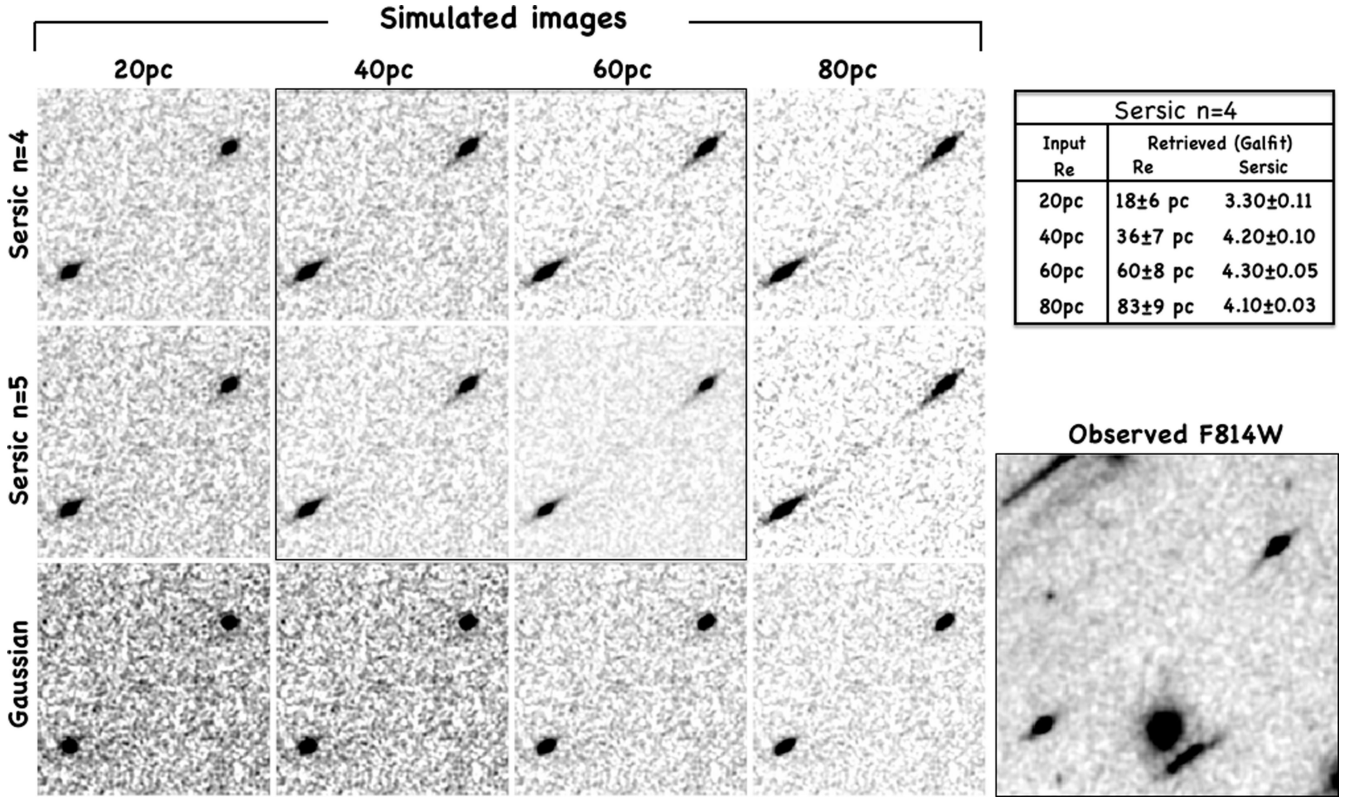 Simulated images
20pc 40pc 60pc 80pc
Sersic n=4
Sersic n=5
Gaussian
Sersic n=4
Input Retrieved (Galfit)
Re Re Sersic
20pc 18±6 pc 3.30±0.11
40pc 36±7 pc 4.20±0.10
60pc 60±8 pc 4.30±0.05
80pc 83±9 pc 4.10±0.03
Observed F814W